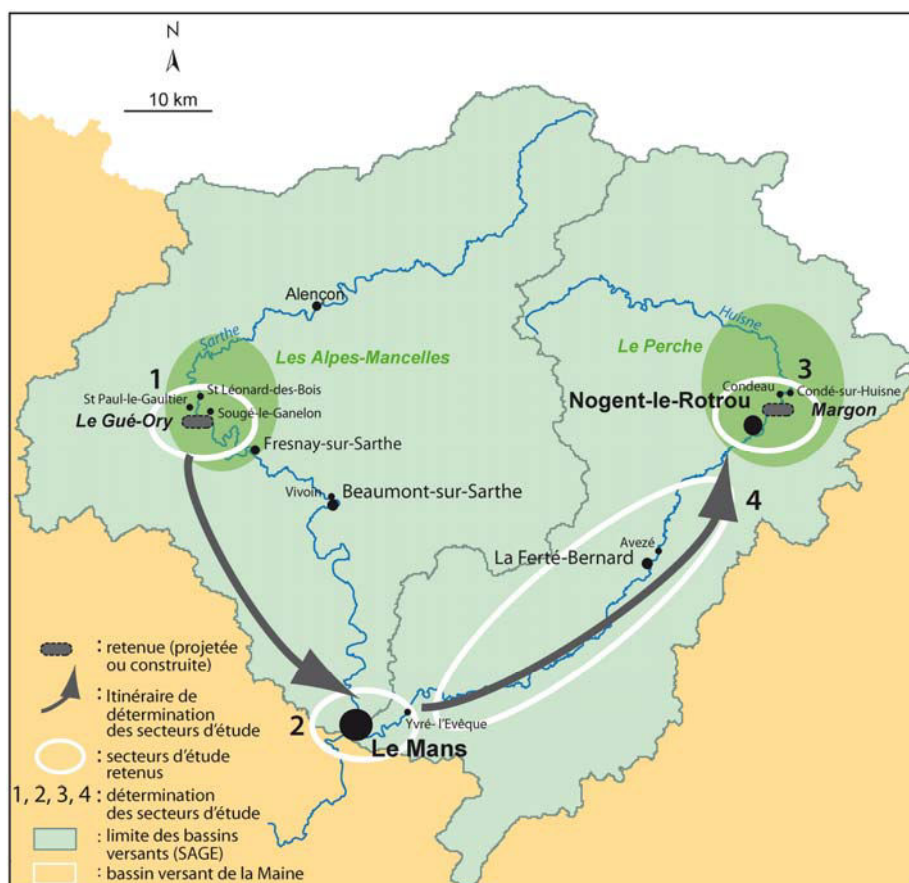 N
10 km
Alençon
Sarthe
Huisne
Les Alpes-Mancelles
Le Perche
1
3
St Léonard-des-Bois
St Paul-le-Gaultier
Condeau
Condé-sur-Huisne
Le Gué-Ory
Sougé-le-Ganelon
Nogent-le-Rotrou
Margon
Fresnay-sur-Sarthe
Vivoin
Beaumont-sur-Sarthe
4
Avezé
La Ferté-Bernard
2
Yvré- l'Evêque
Le Mans
: retenue (projetée
ou construite)
: Itinéraire de
détermination
des secteurs d'étude
: secteurs d'étude
retenus
1, 2, 3, 4 : détermination
des secteurs d'étude
: limite des bassins
versants (SAGE)
: bassin versant de la Maine